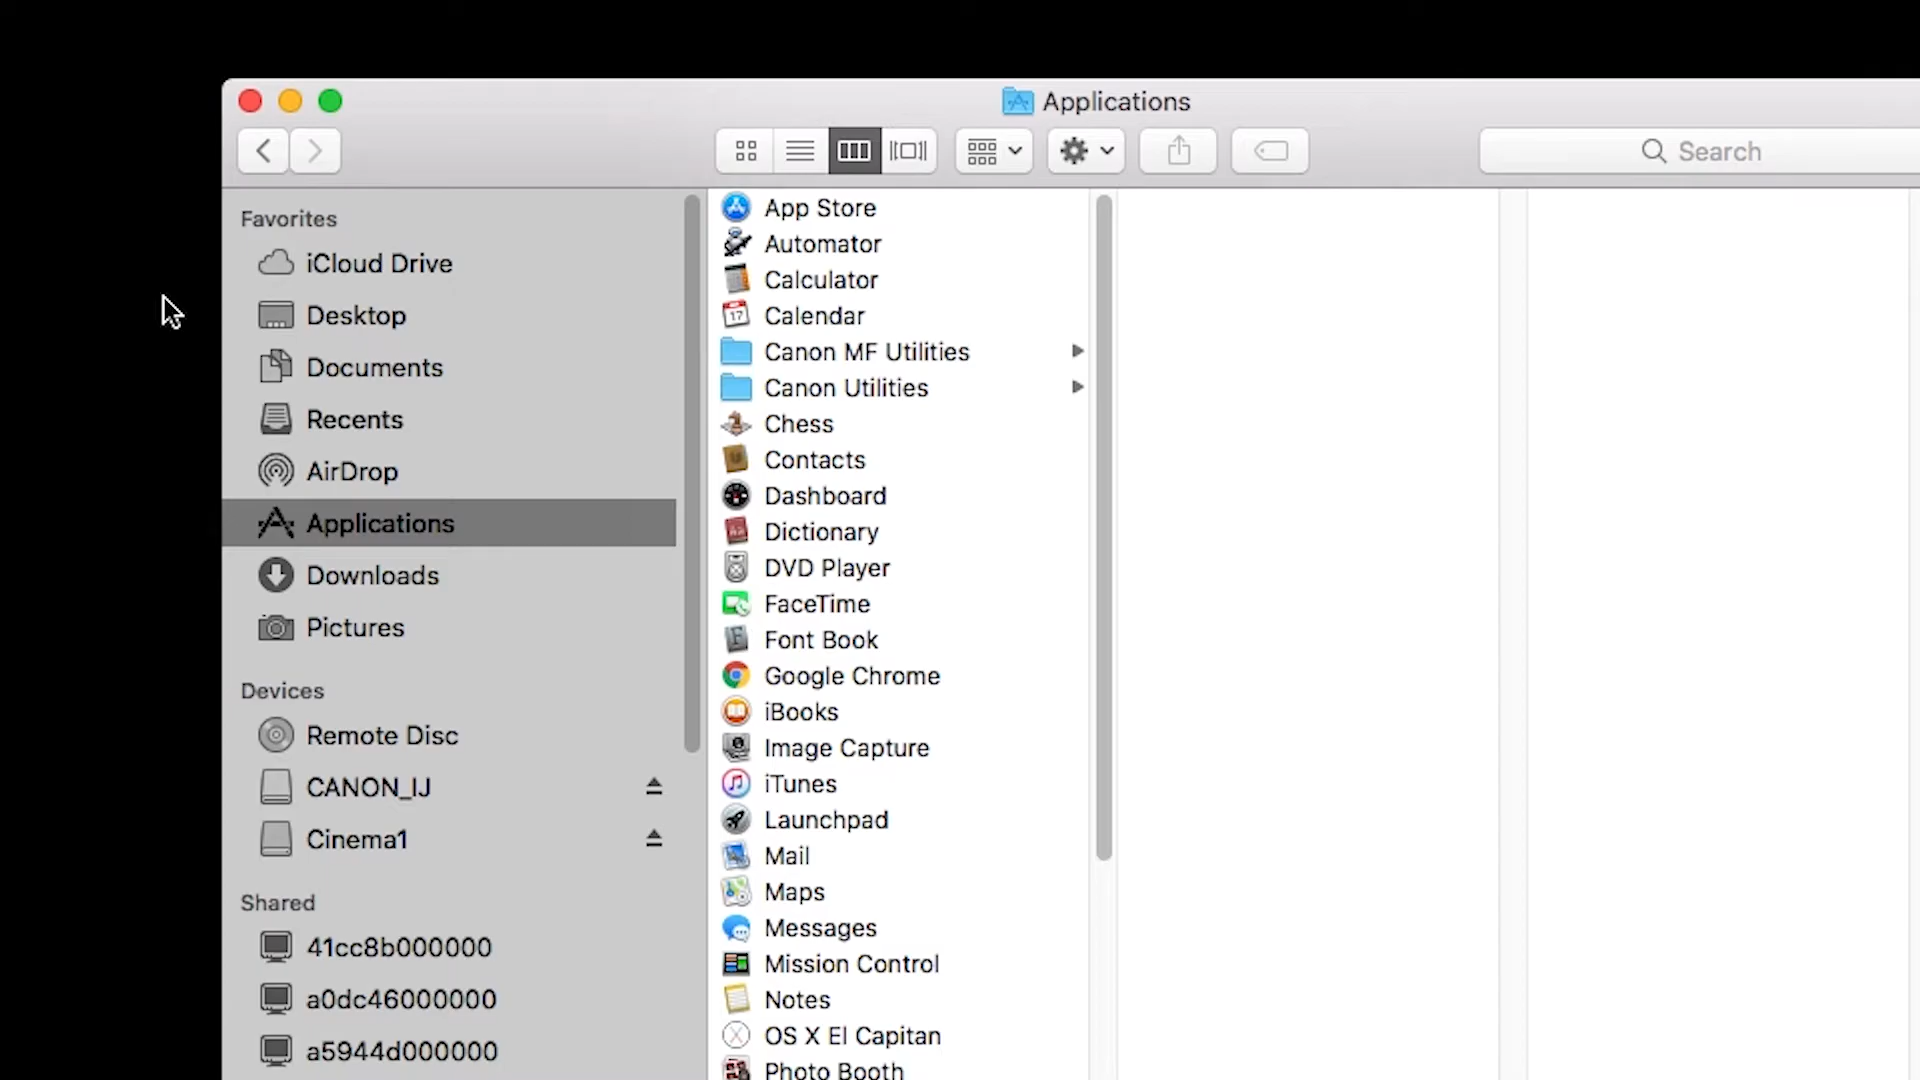 Applications
Search
Favorites
iCloud Drive
Desktop
Documents
Recents
AirDrop
Applications
Downloads
Pictures
Devices
Remote Disc
CANON_IJ
Cinema1
Shared
41cc8b000000
a0dc46000000
a5944d000000
App Store
Automator
Calculator
17
Calendar
Canon MF Utilities
Canon Utilities
Chess
Contacts
Dashboard
Dictionary
DVD Player
FaceTime
Font Book
Google Chrome
iBooks
Image Capture
iTunes
Launchpad
Mail
Maps
Messages
Mission Control
Notes
OS X El Capitan
Photo Booth